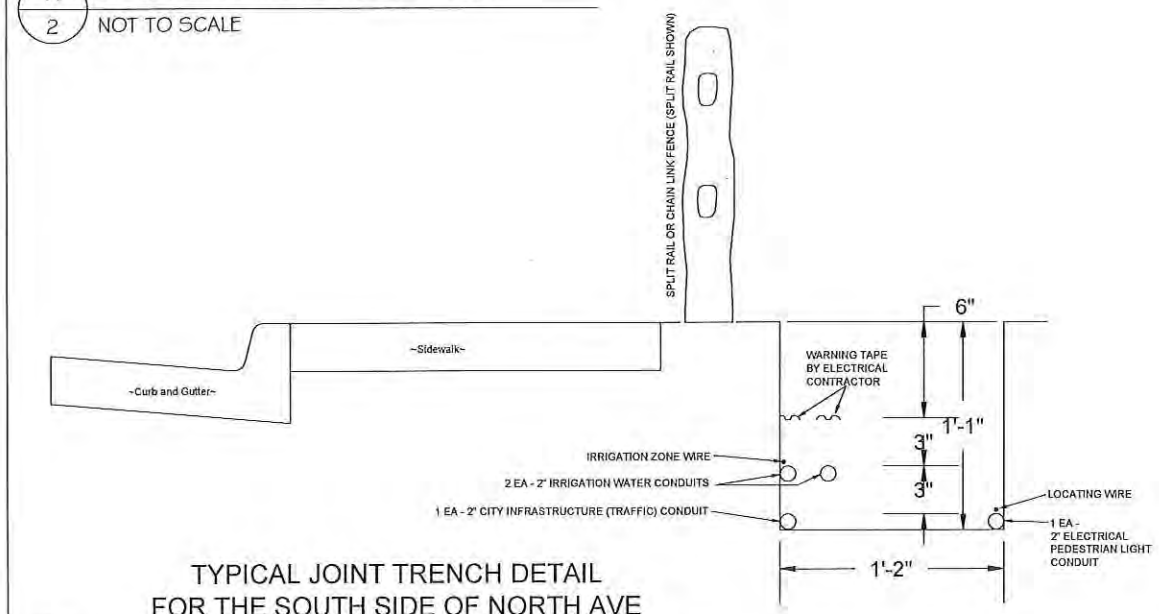 2
NOT TO SCALE
SPLIT RAIL OR CHAIN LINK FENCE (SPLIT RAIL SHOWN)
6"
~Sidewalk~
WARNING TAPE
BY ELECTRICAL
CONTRACTOR
~Curb and Gutter~
1'-1"
3"
IRRIGATION ZONE WIRE
2 EA - 2" IRRIGATION WATER CONDUITS
3"
LOCATING WIRE
1 EA - 2" CITY INFRASTRUCTURE (TRAFFIC) CONDUIT
1 EA -
2" ELECTRICAL
PEDESTRIAN LIGHT
CONDUIT
1'-2"
TYPICAL JOINT TRENCH DETAIL
FOR THE SOUTH SIDE OF NORTH AVE